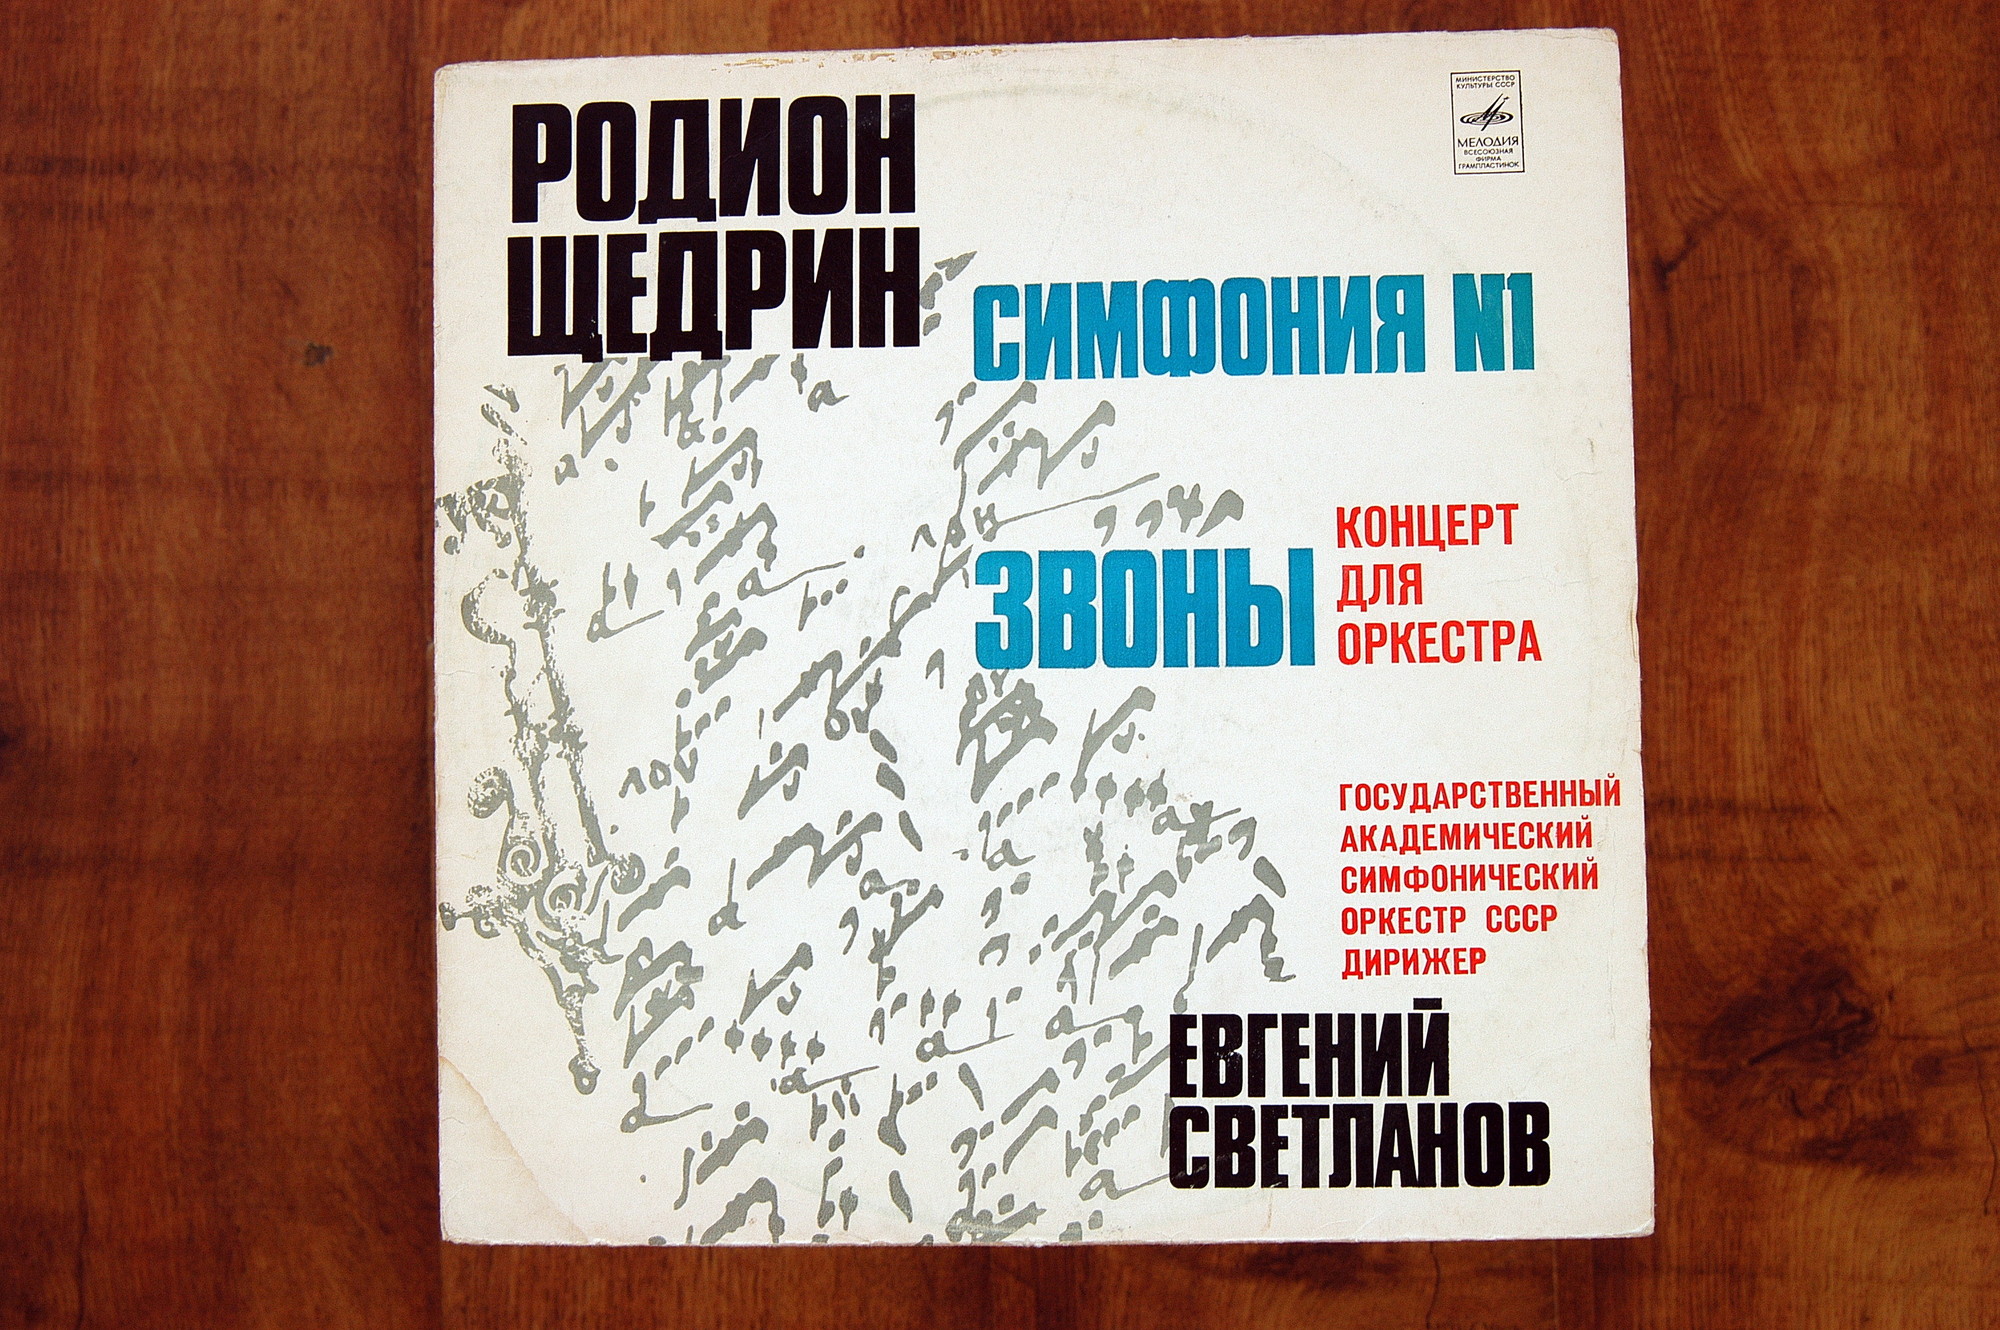 РОДИОН
ЩЕДРИН
МИНИСТЕРСТВО
КУЛЬТУРЫ СССР
МЕЛОДИЯ
ВСЕСОЮЗНАЯ
ФИРМА
ГРАМПЛАСТИНОК
СИМФОНИЯ N1
ЗВОНЫ
КОНЦЕРТ
ДЛЯ
ОРКЕСТРА
ГОСУДАРСТВЕННЫЙ
АКАДЕМИЧЕСКИЙ
СИМФОНИЧЕСКИЙ
ОРКЕСТР СССР
ДИРИЖЕР
ЕВГЕНИЙ
СВЕТЛАНОВ